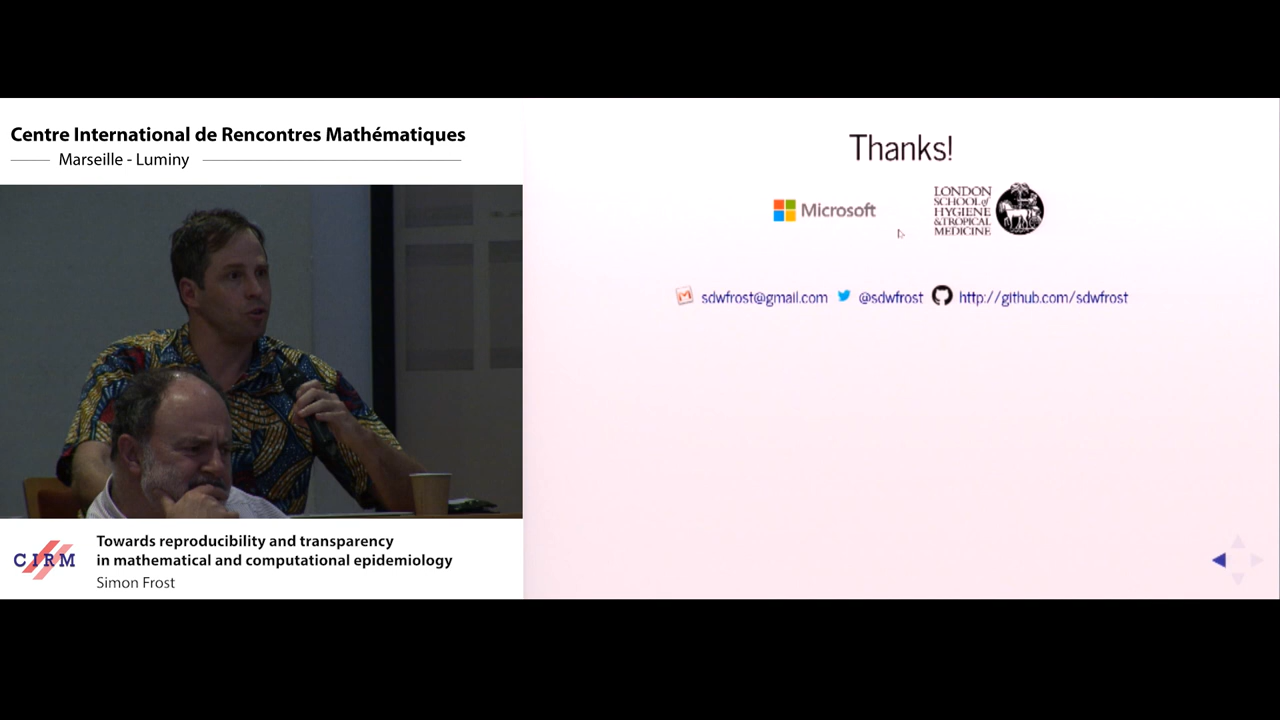 Centre International de Rencontres Mathématiques
Marseille - Luminy
Thanks!
Microsoft
LONDON
SCHOOL of
HYGIENE
& TROPICAL
MEDICINE
sdwfrost@gmail.com @sdwfrost http://github.com/sdwfrost
CIRM
Towards reproducibility and transparency
in mathematical and computational epidemiology
Simon Frost